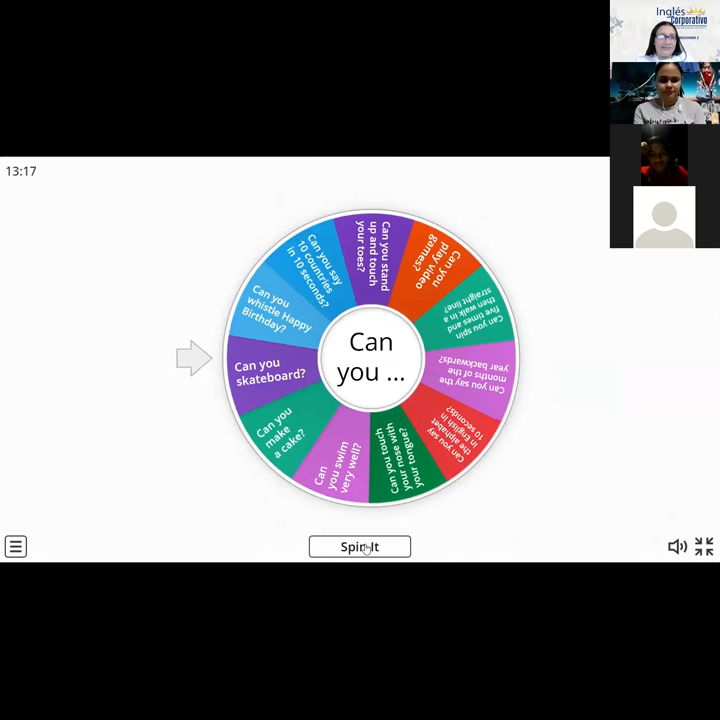 Inglés
Corporativo
13:17
Can you stand
up and touch
your toes?
Can you
play video
games?
Can you spin
five times and
then walk in a
straight line?
Can you say the
months of the
year backwards?
Can you say
the alphabet
in English in
10 seconds?
Can you touch
your nose with
your tongue?
Can
you swim
very well?
Can you
make
a cake?
Can you
skateboard?
Can you
whistle Happy
Birthday?
Can you say
10 countries
in 10 seconds?
Can
you ...
Spin It